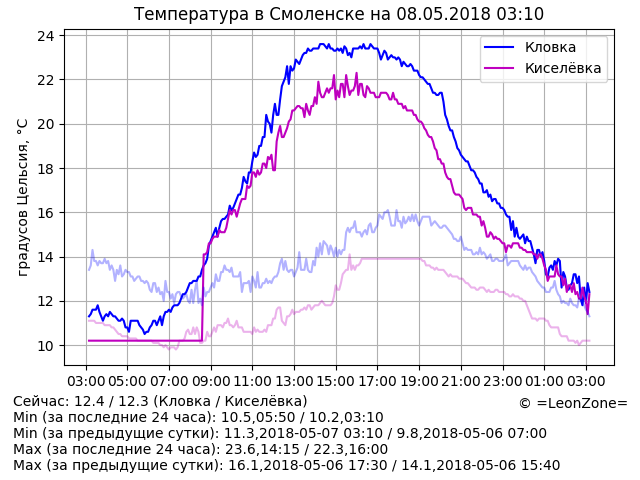 Температура в Смоленске на 08.05.2018 03:10
Кловка
Киселёвка
градусов Цельсия, °C
24
22
20
18
16
14
12
10
03:00 05:00 07:00 09:00 11:00 13:00 15:00 17:00 19:00 21:00 23:00 01:00 03:00
Сейчас: 12.4 / 12.3 (Кловка / Киселёвка)
© =LeonZone=
Min (за последние 24 часа): 10.5,05:50 / 10.2,03:10
Min (за предыдущие сутки): 11.3,2018-05-07 03:10 / 9.8,2018-05-06 07:00
Max (за последние 24 часа): 23.6,14:15 / 22.3,16:00
Max (за предыдущие сутки): 16.1,2018-05-06 17:30 / 14.1,2018-05-06 15:40